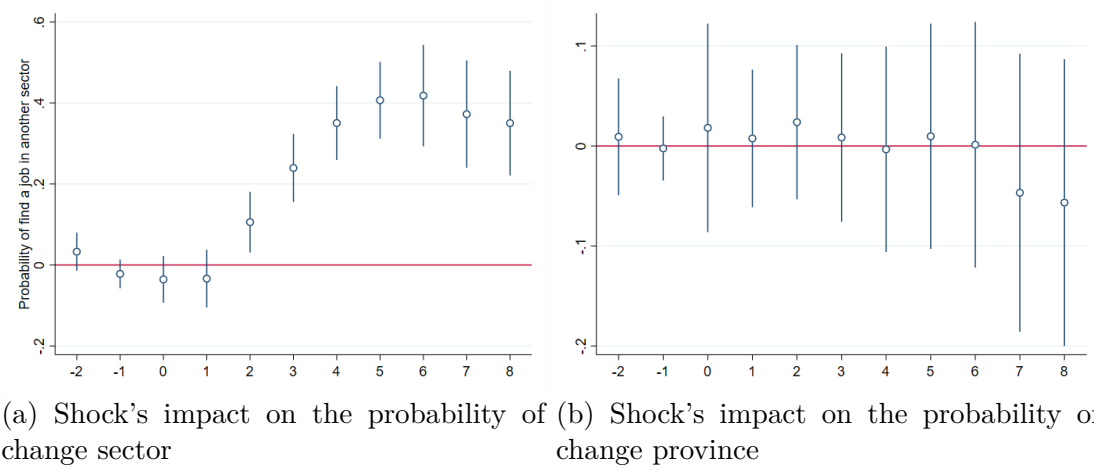 Probability of find a job in another sector
.6
.4
.2
0
-.2
-2 -1 0 1 2 3 4 5 6 7 8
(a) Shock's impact on the probability of
change sector
.1
0
-.1
-.2
-2 -1 0 1 2 3 4 5 6 7 8
(b) Shock's impact on the probability of
change province